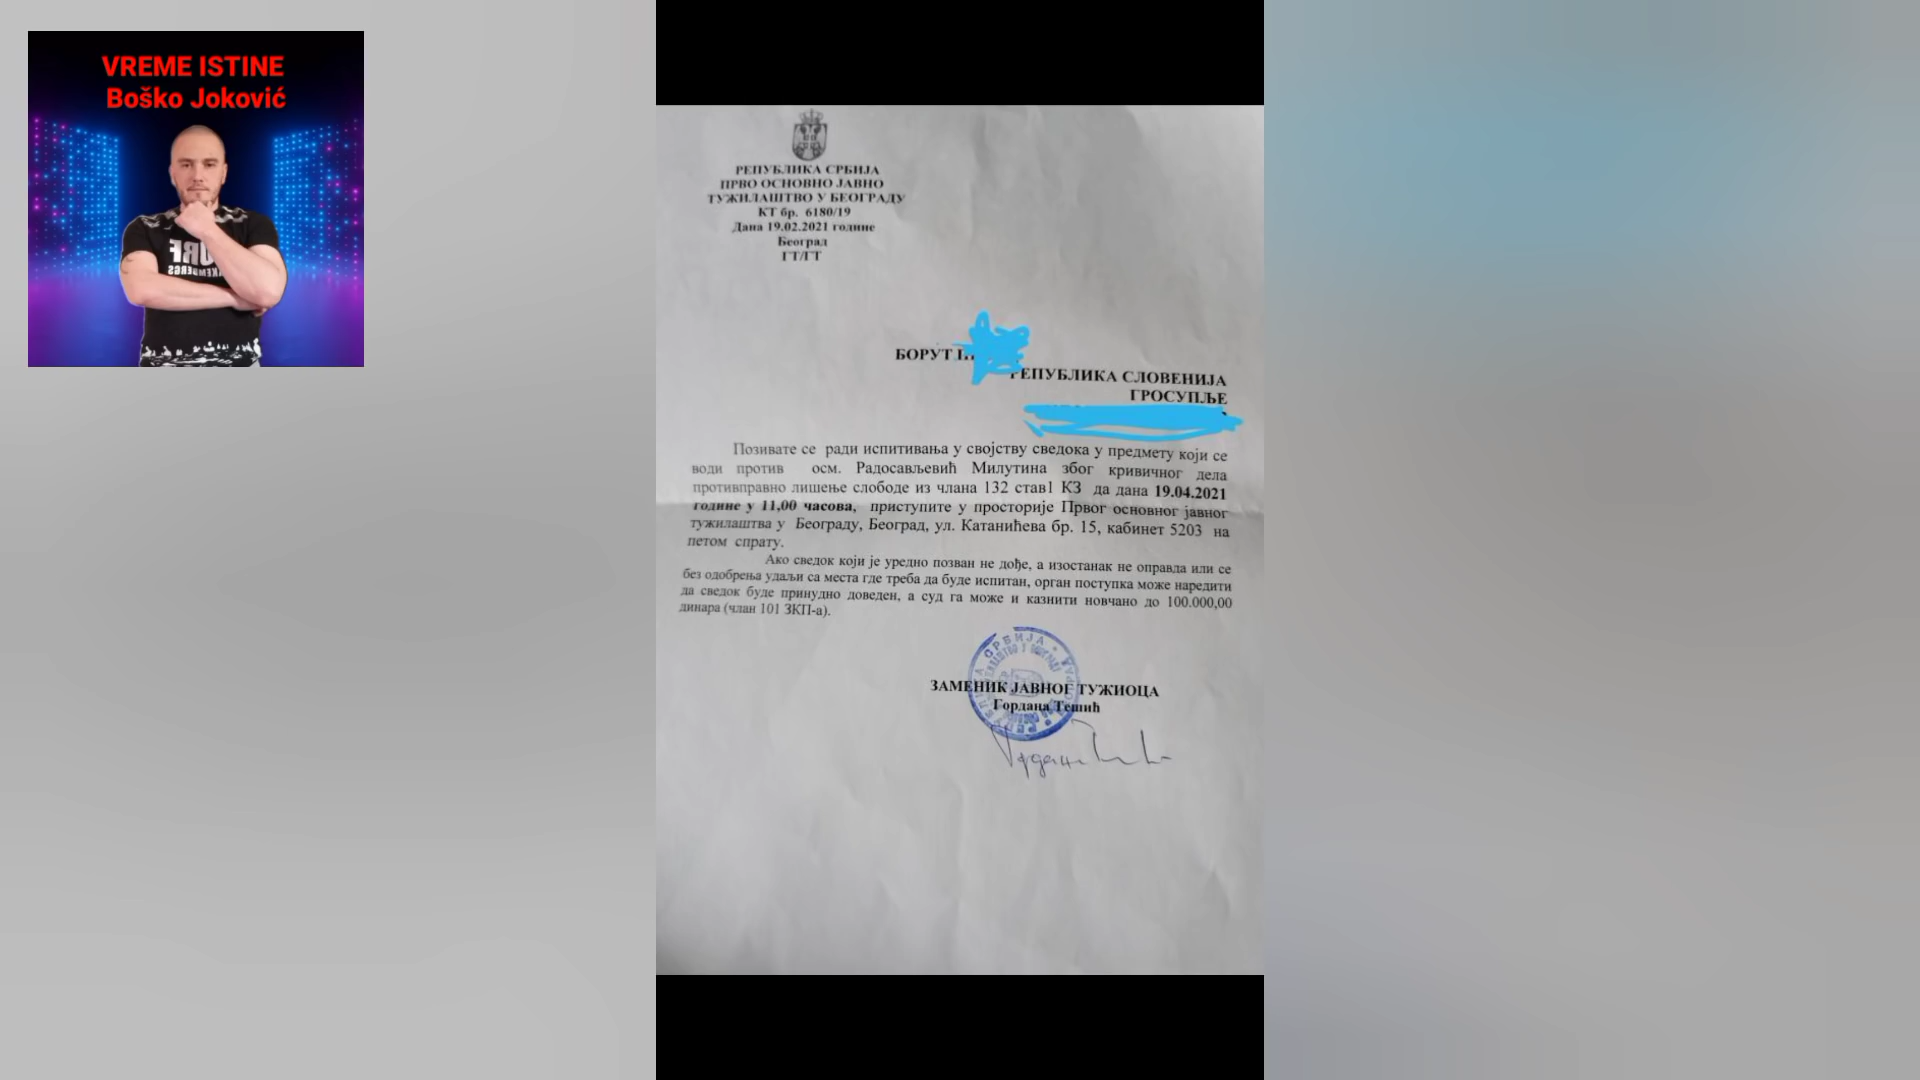 VREME ISTINE
Boško Joković
РЕПУБЛИКА СРБИЈА
ПРВО ОСНОВНО ЈАВНО
ТУЖИЛАШТВО У БЕОГРАДУ
КТ бр. 6180/19
Дана 19.02.2021 године
Београд
ГТ/ГТ
БОРУТ
РЕПУБЛИКА СЛОВЕНИЈА
ГРОСУПЉЕ
Позивате се ради испитивања у својству сведока у предмету који се
води против осм. Радосављевић Милутина због кривичног дела
противправно лишење слободе из члана 132 став1 КЗ да дана 19.04.2021
године у 11,00 часова, приступите у просторије Првог основног јавног
тужилаштва у Београду, Београд, ул. Катанићева бр. 15, кабинет 5203 на
петом спрату.
Ако сведок који је уредно позван не дође, а изостанак не оправда или се
без одобрења удаљи са места где треба да буде испитан, орган поступка може наредити
да сведок буде принудно доведен, а суд га може и казнити новчано до 100.000,00
динара (члан 101 ЗКП-а).
ЗАМЕНИК ЈАВНОГ ТУЖИОЦА
Гордана Тешић